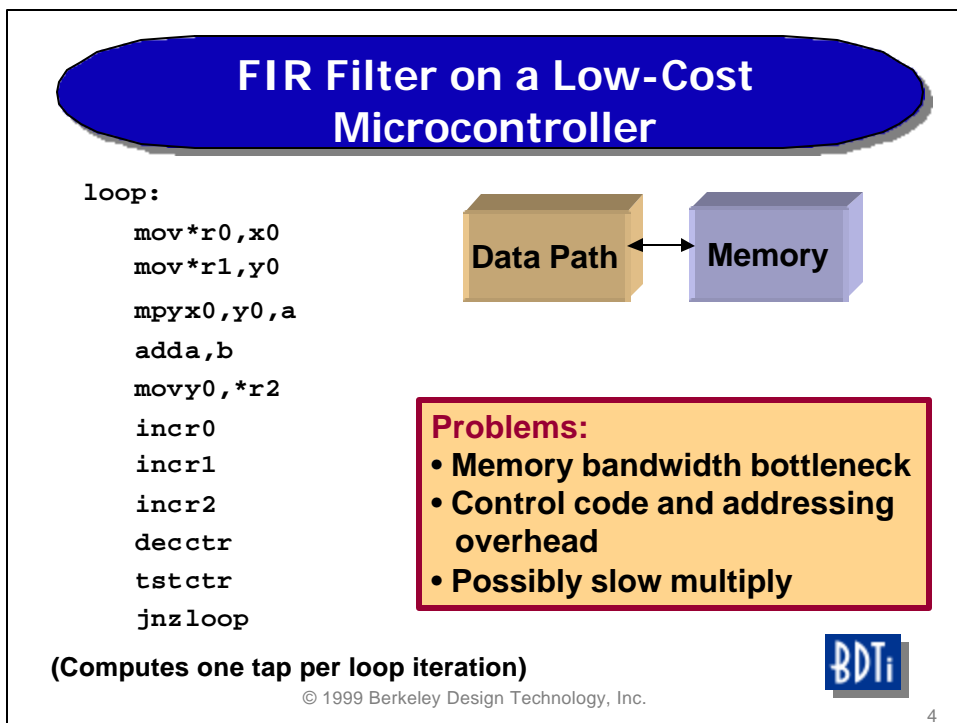 FIR Filter on a Low-Cost
Microcontroller
loop:
mov*r0,x0
mov*r1,y0
mpyx0,y0,a
adda,b
movy0,*r2
incr0
incr1
incr2
decctr
tstctr
jnzloop
(Computes one tap per loop iteration)
Data Path
Memory
Problems:
• Memory bandwidth bottleneck
• Control code and addressing
overhead
• Possibly slow multiply
BDTi
© 1999 Berkeley Design Technology, Inc.
4